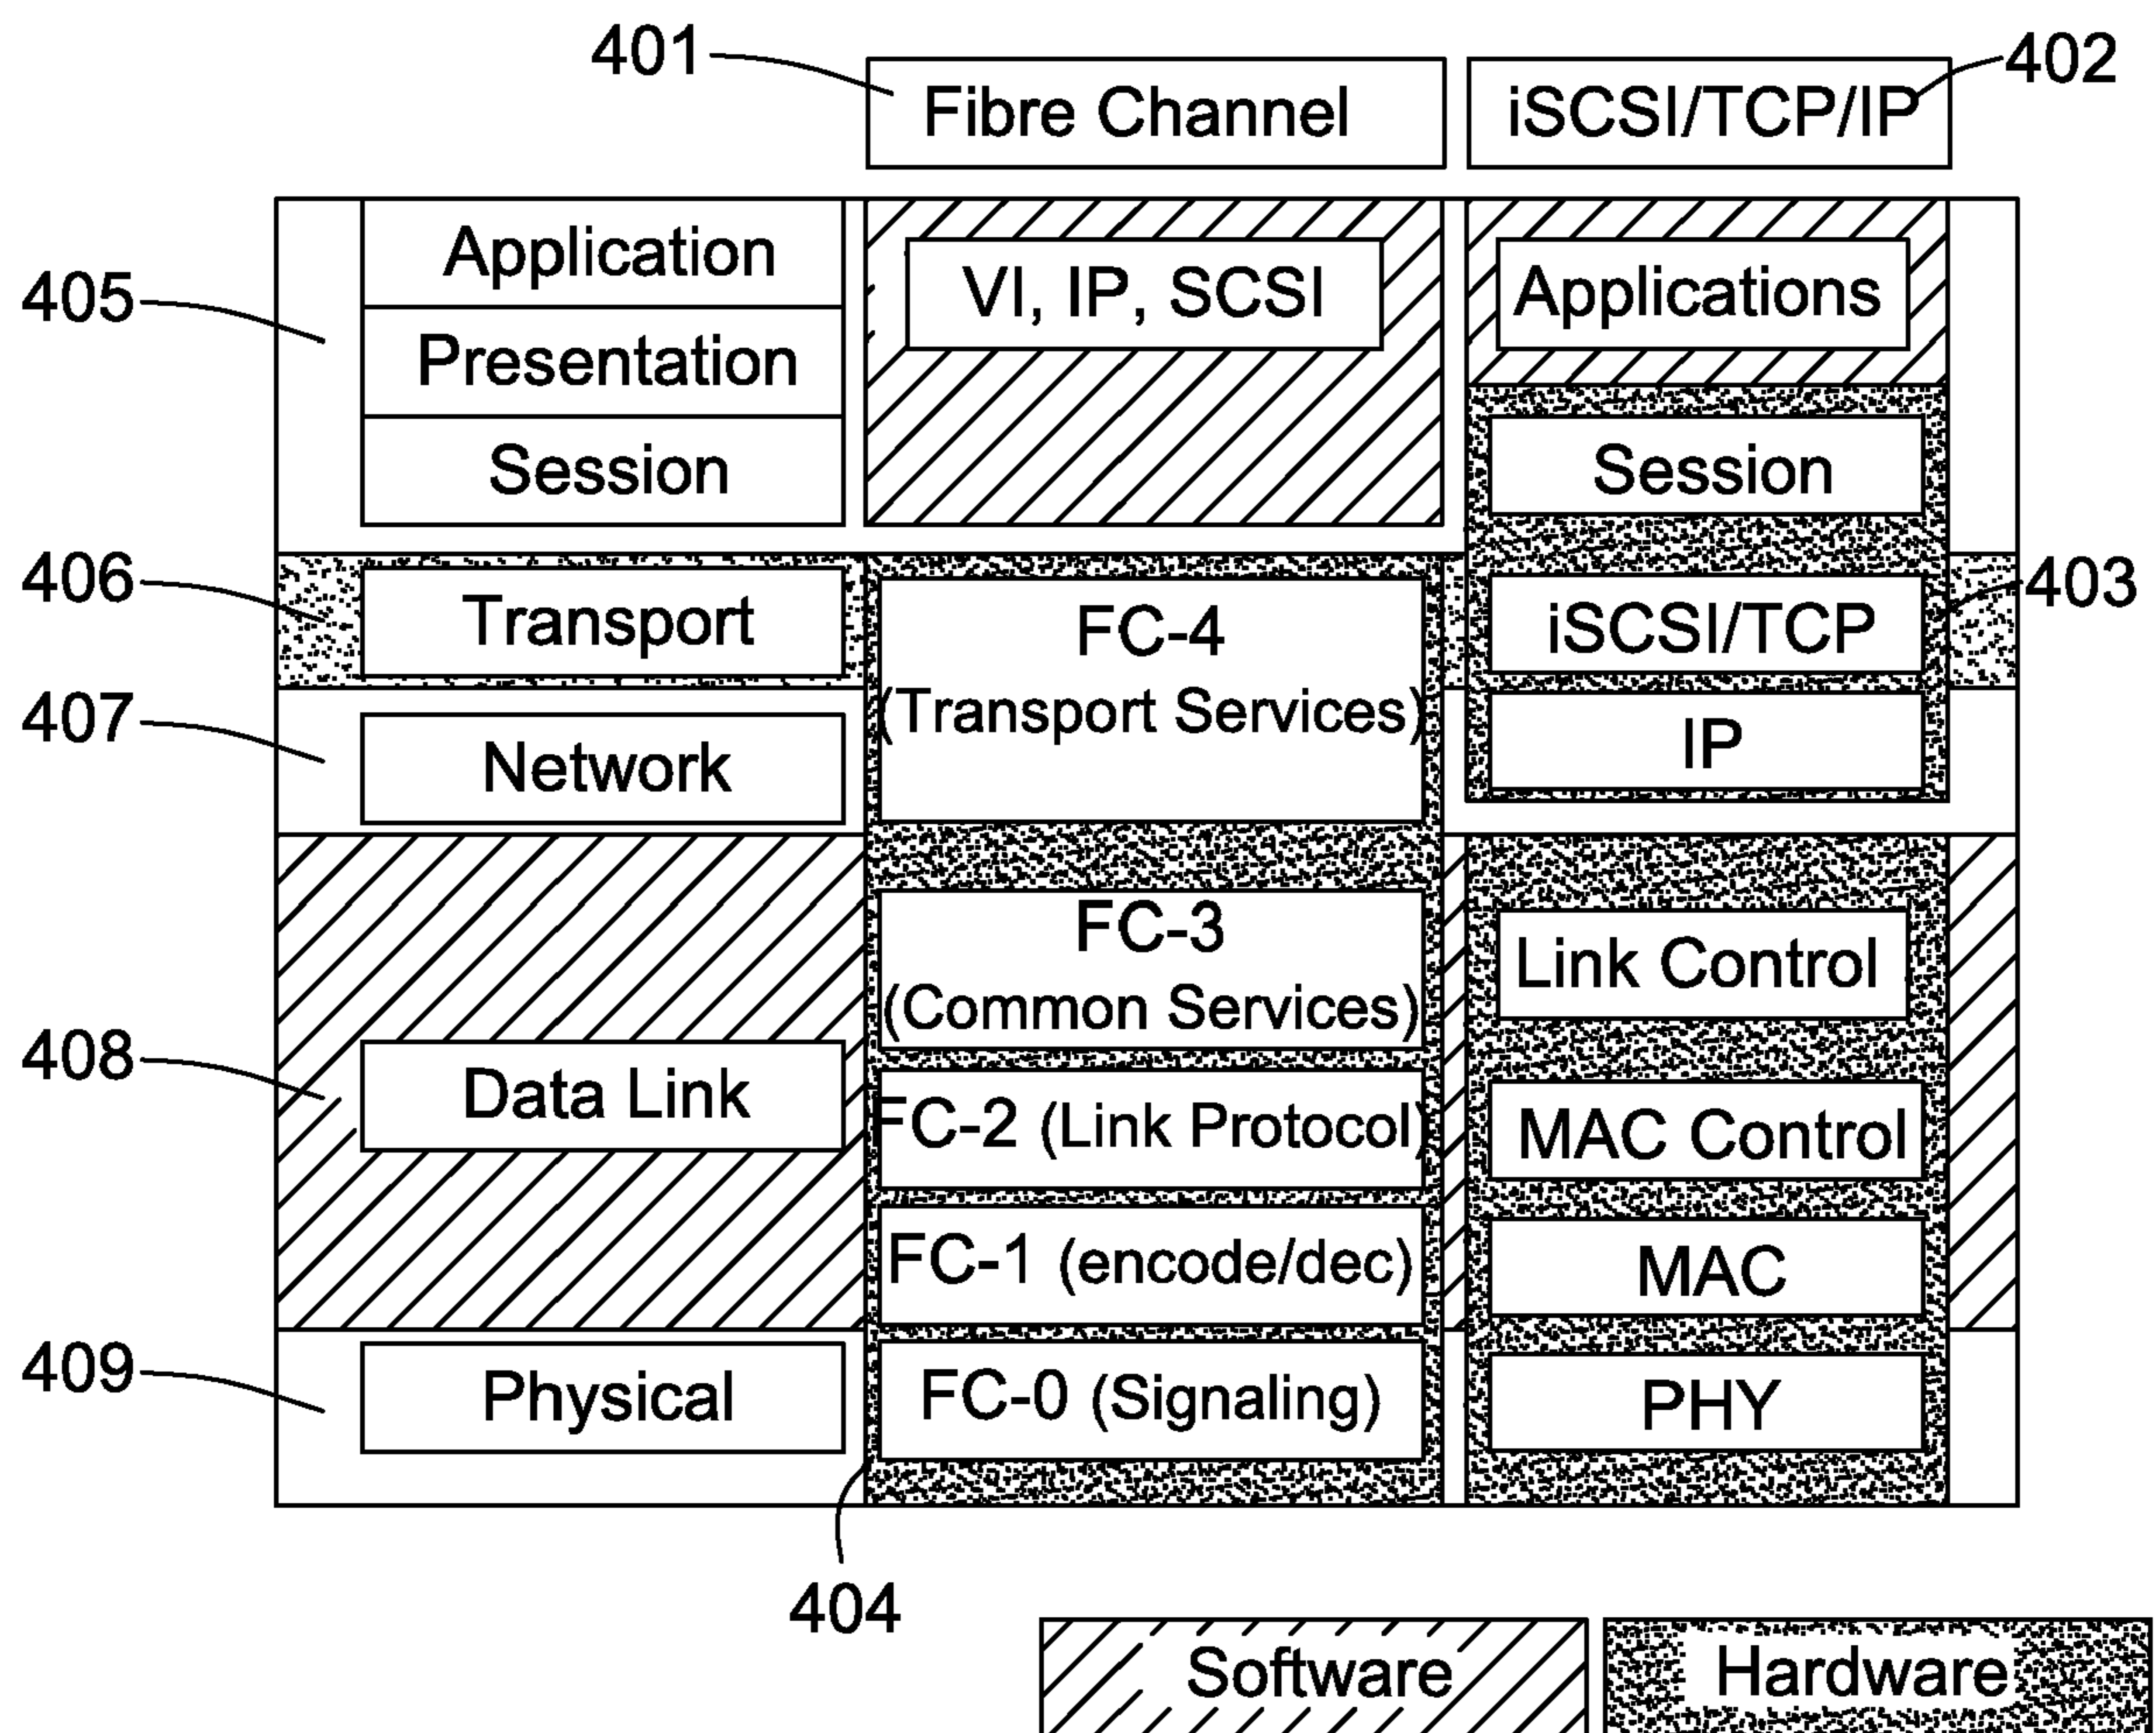 401
Fibre Channel
iSCSI/TCP/IP
402
405
Application
Presentation
Session
VI, IP, SCSI
Applications
Session
406
Transport
FC-4
(Transport Services)
iSCSI/TCP
403
407
Network
IP
408
Data Link
FC-3
(Common Services)
FC-2 (Link Protocol)
FC-1 (encode/dec)
Link Control
MAC Control
MAC
409
Physical
FC-0 (Signaling)
PHY
404
Software
Hardware